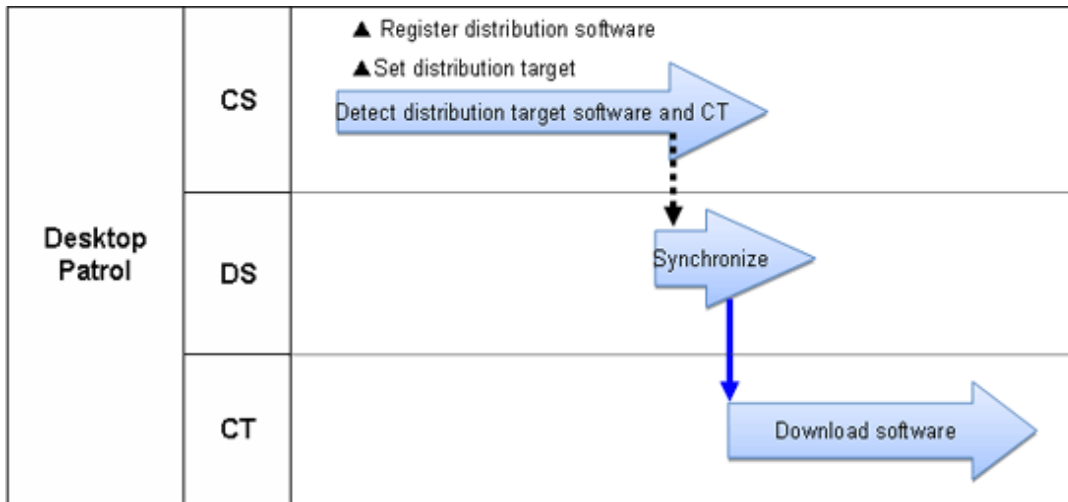 ▲ Register distribution software
▲Set distribution target
CS
Detect distribution target software and CT
Desktop
Patrol
DS
Synchronize
CT
Download software